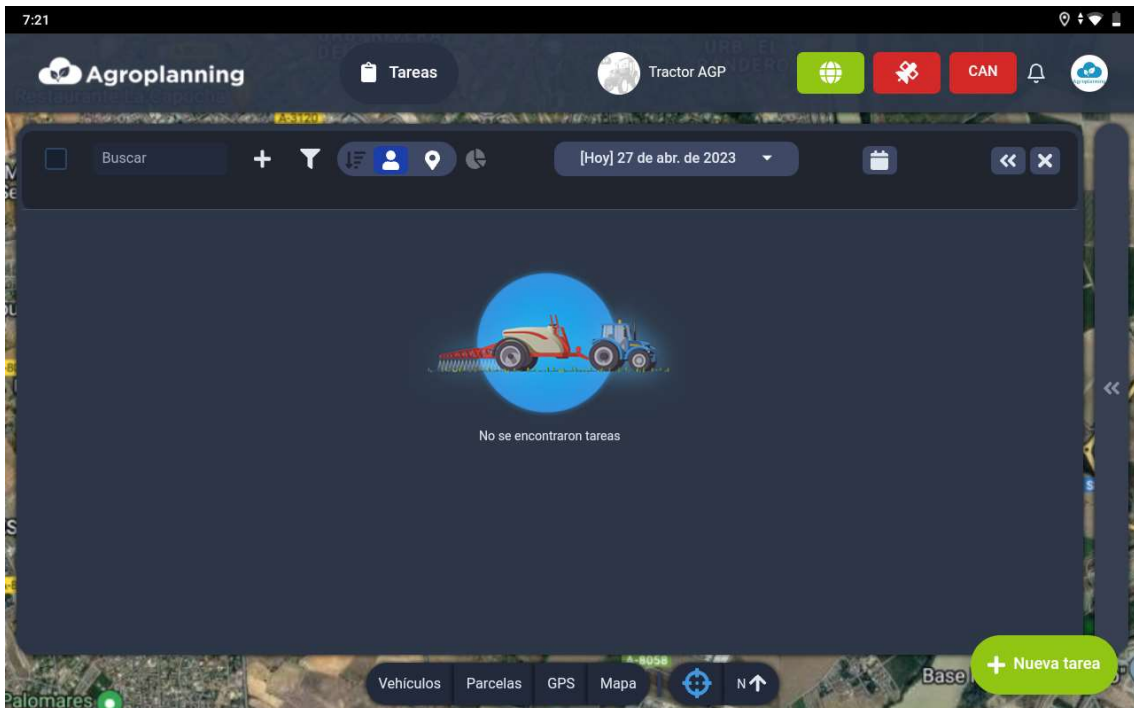 7:21
Agroplanning
Tareas
Tractor AGP
CAN
A-3120
Buscar
[Hoy] 27 de abr. de 2023
No se encontraron tareas
A-8058
Vehículos
Parcelas
GPS
Mapa
N
Base
Nueva tarea
Palomares